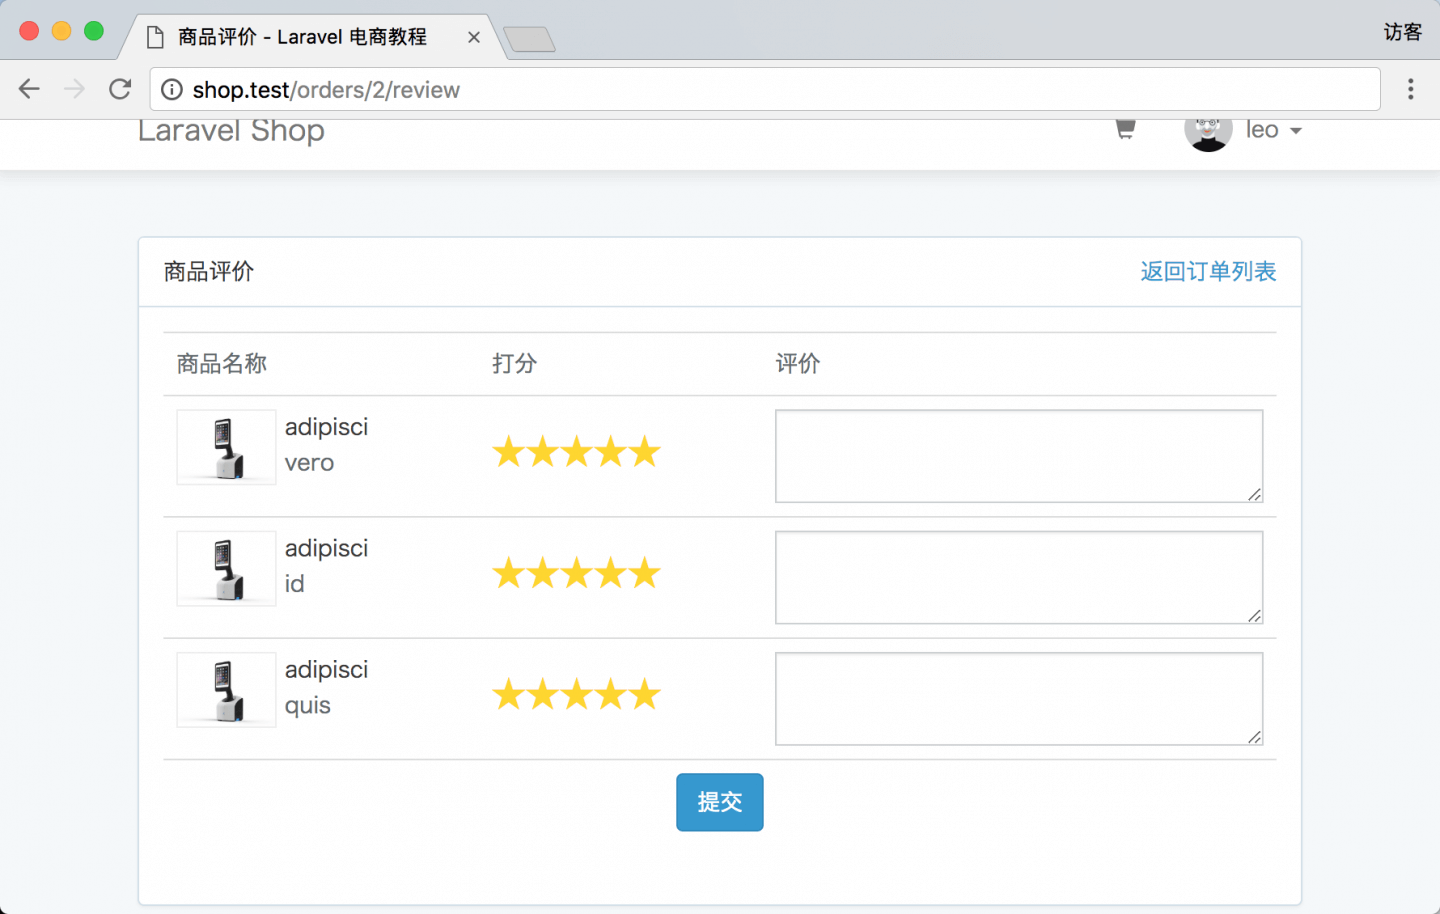 商品评价 - Laravel 电商教程
访客
shop.test/orders/2/review
Laravel Shop
leo
商品评价
返回订单列表
商品名称 打分 评价
adipisci
vero
adipisci
id
adipisci
quis
提交